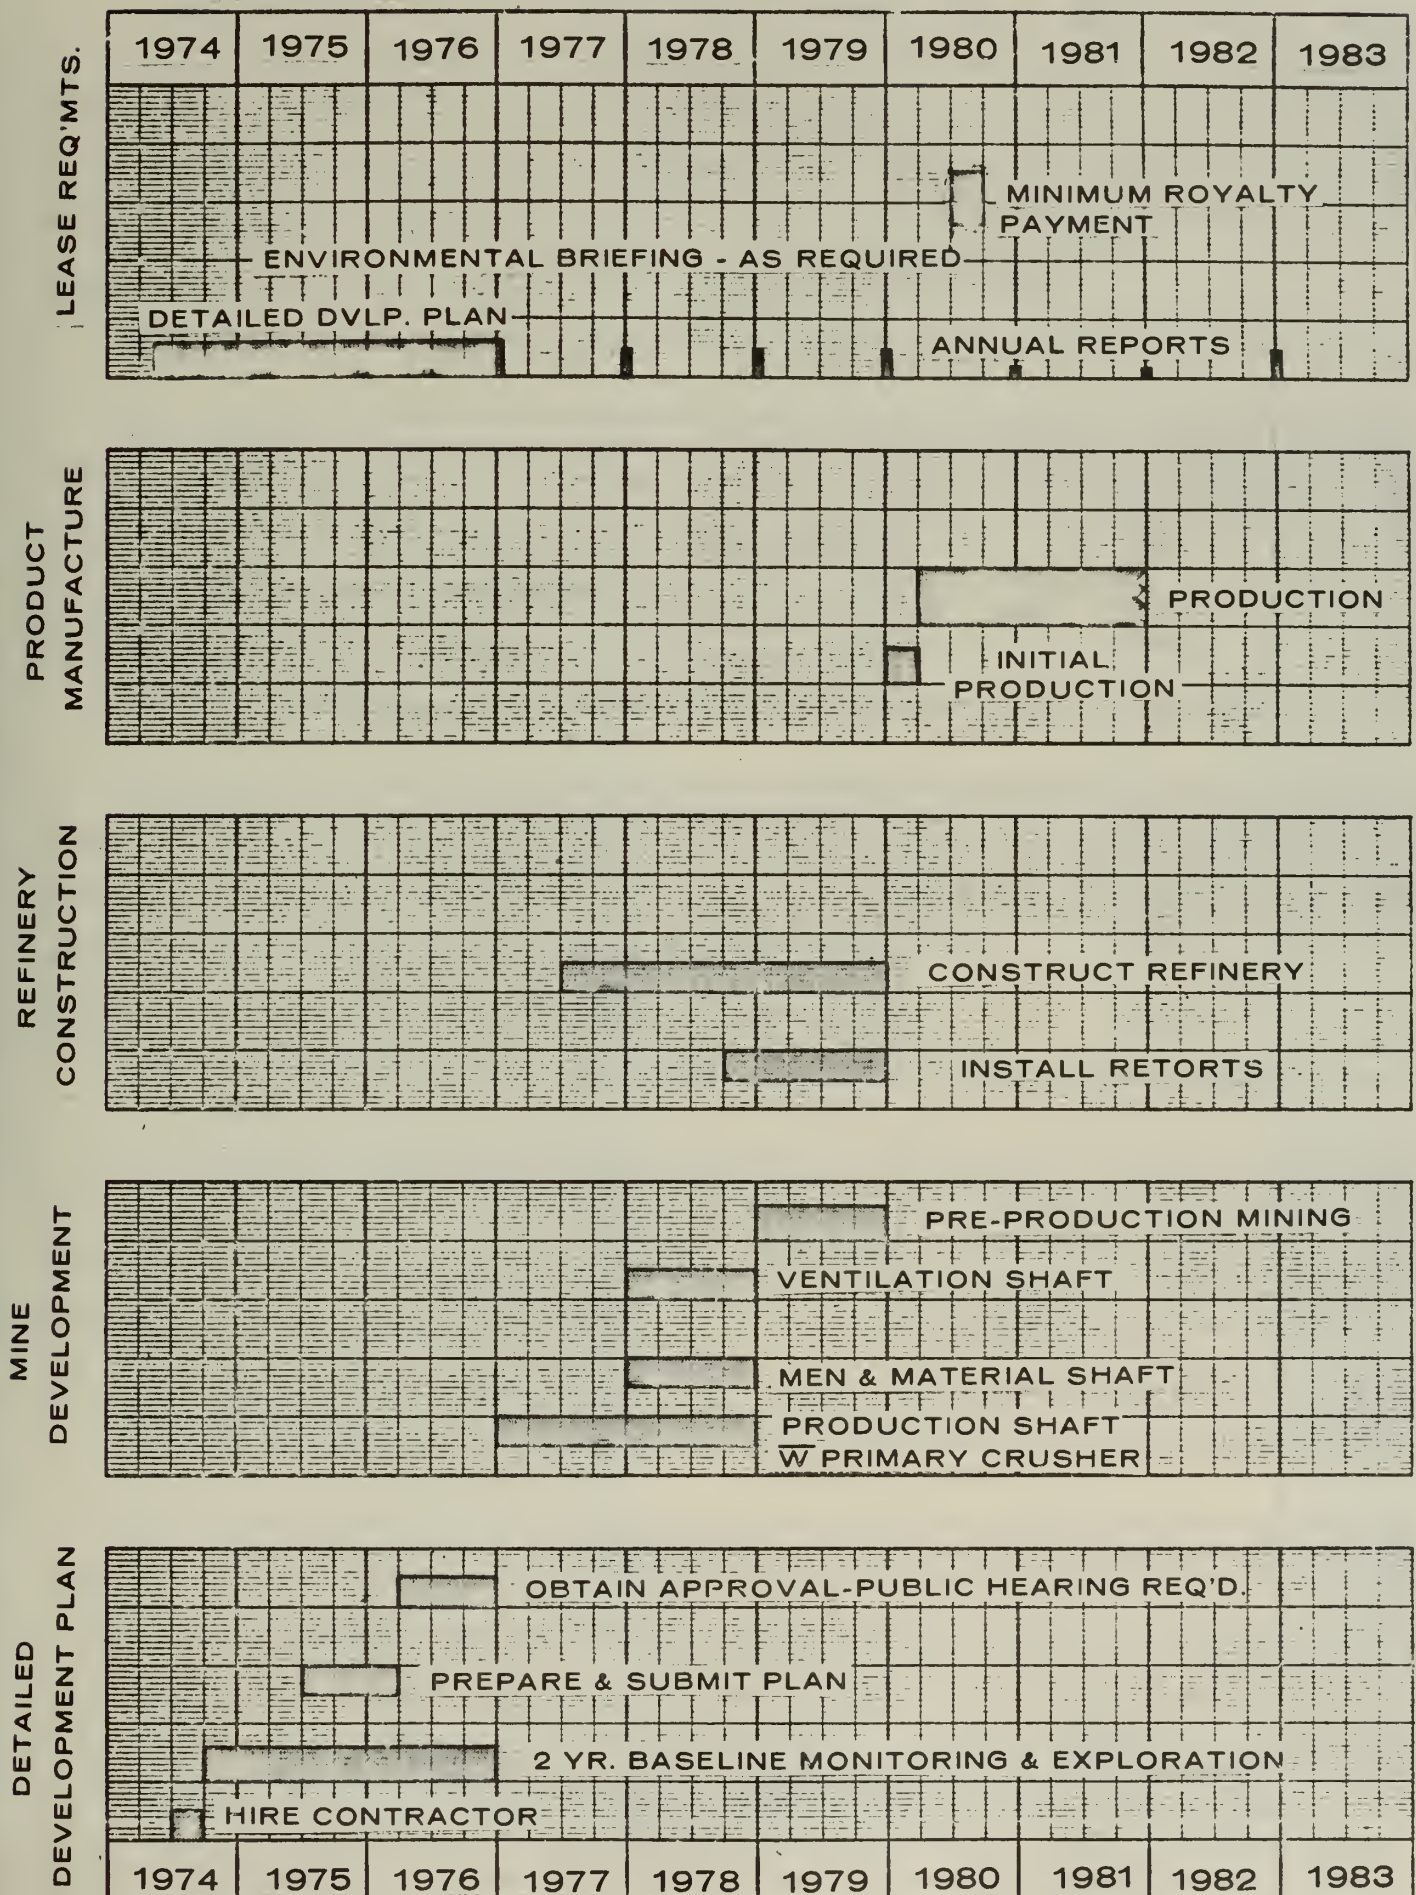 1974 1975 1976 1977 1978 1979 1980 1981 1982 1983
LEASE REQ'MTS.
MINIMUM ROYALTY
PAYMENT
ENVIRONMENTAL BRIEFING - AS REQUIRED
DETAILED DVLP. PLAN
ANNUAL REPORTS
PRODUCT
MANUFACTURE
PRODUCTION
INITIAL
PRODUCTION
REFINERY
CONSTRUCTION
CONSTRUCT REFINERY
INSTALL RETORTS
MINE
DEVELOPMENT
PRE-PRODUCTION MINING
VENTILATION SHAFT
MEN & MATERIAL SHAFT
PRODUCTION SHAFT
W̅ PRIMARY CRUSHER
DETAILED
DEVELOPMENT PLAN
OBTAIN APPROVAL-PUBLIC HEARING REQ'D.
PREPARE & SUBMIT PLAN
2 YR. BASELINE MONITORING & EXPLORATION
HIRE CONTRACTOR
1974 1975 1976 1977 1978 1979 1980 1981 1982 1983